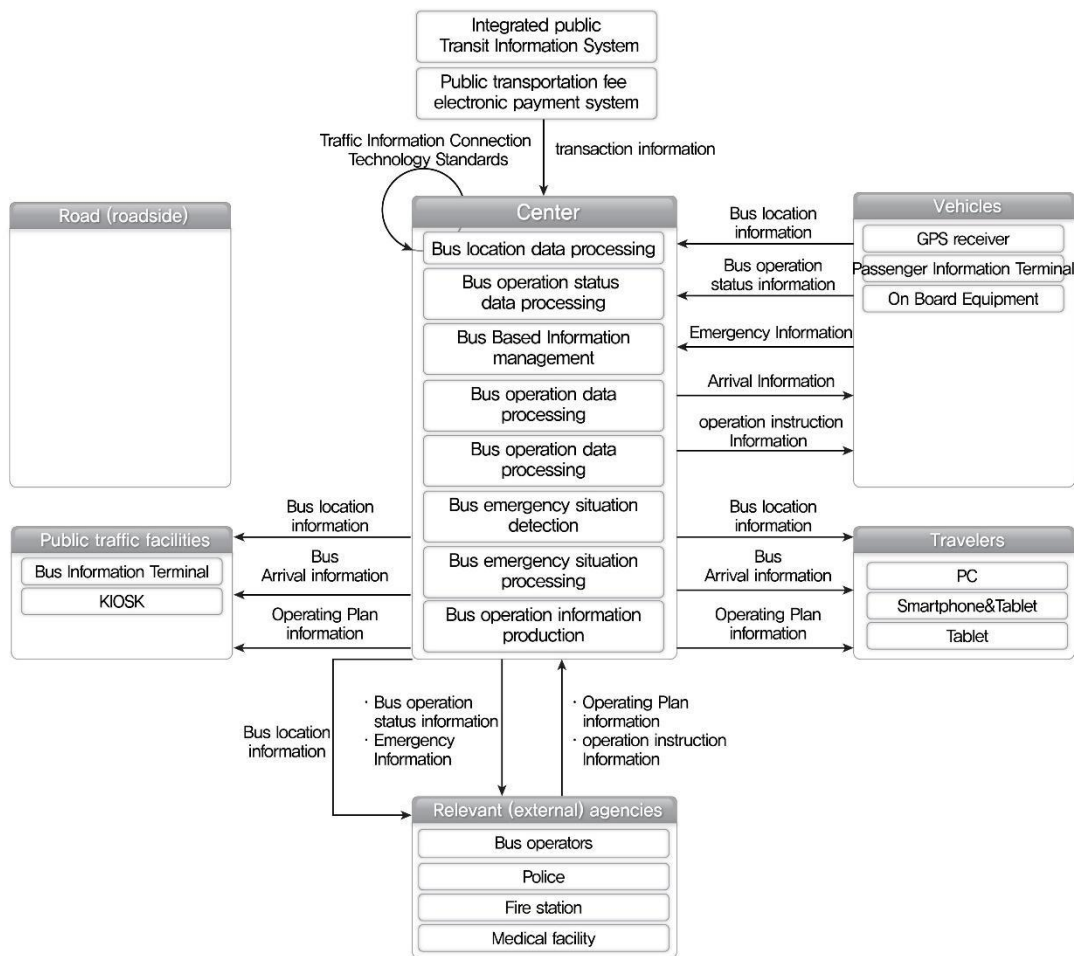 Integrated public
Transit Information System
Public transportation fee
electronic payment system
Traffic Information Connection
Technology Standards
transaction information
Road (roadside)
Center
Bus location data processing
Bus operation status
data processing
Bus Based Information
management
Bus operation data
processing
Bus operation data
processing
Bus emergency situation
detection
Bus emergency situation
processing
Bus operation information
production
Bus location
information
Bus operation
status information
Emergency Information
Arrival Information
operation instruction
Information
Vehicles
GPS receiver
Passenger Information Terminal
On Board Equipment
Bus location
information
Bus
Arrival information
Operating Plan
information
Public traffic facilities
Bus Information Terminal
KIOSK
Bus location
information
Bus
Arrival information
Operating Plan
information
Travelers
PC
Smartphone&Tablet
Tablet
Bus location
information
· Bus operation
status information
· Emergency
Information
· Operating Plan
information
· operation instruction
Information
Relevant (external) agencies
Bus operators
Police
Fire station
Medical facility